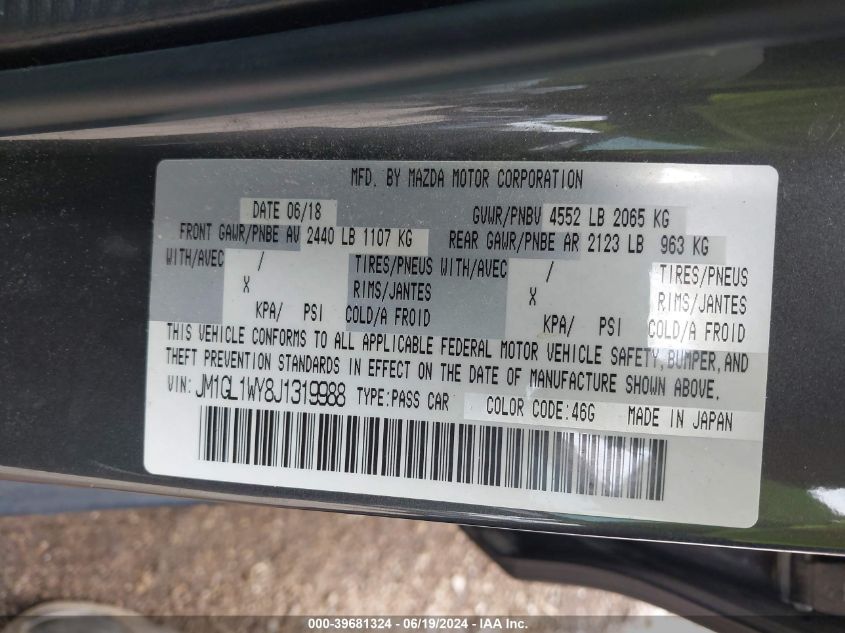 MFD. BY MAZDA MOTOR CORPORATION
DATE 06/18 GVWR/PNBV 4552 LB 2065 KG
FRONT GAWR/PNBE AV 2440 LB 1107 KG REAR GAWR/PNBE AR 2123 LB 963 KG
WITH/AVEC / TIRES/PNEUS WITH/AVEC / TIRES/PNEUS
X RIMS/JANTES X RIMS/JANTES
KPA/ PSI COLD/A FROID KPA/ PSI COLD/A FROID
THIS VEHICLE CONFORMS TO ALL APPLICABLE FEDERAL MOTOR VEHICLE SAFETY, BUMPER, AND
THEFT PREVENTION STANDARDS IN EFFECT ON THE DATE OF MANUFACTURE SHOWN ABOVE.
VIN: JM1GL1WY8J1319988 TYPE:PASS CAR COLOR CODE:46G MADE IN JAPAN
000-39681324 - 06/19/2024 - IAA Inc.